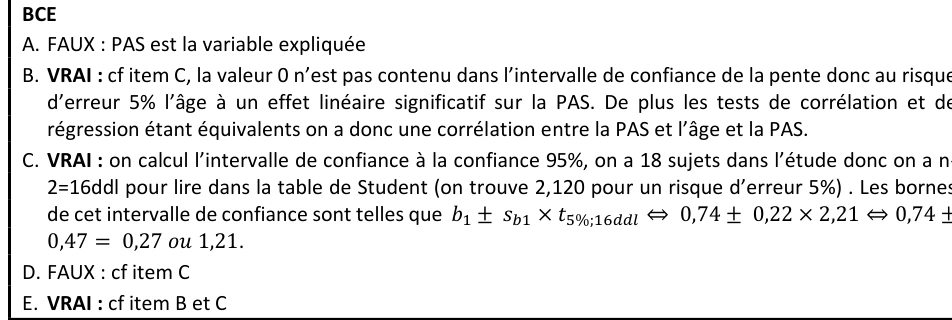 BCE
A. FAUX : PAS est la variable expliquée
B. VRAI : cf item C, la valeur 0 n'est pas contenu dans l'intervalle de confiance de la pente donc au risque
d'erreur 5% l'âge à un effet linéaire significatif sur la PAS. De plus les tests de corrélation et de
régression étant équivalents on a donc une corrélation entre la PAS et l'âge et la PAS.
C. VRAI : on calcul l'intervalle de confiance à la confiance 95%, on a 18 sujets dans l'étude donc on a n-
2=16ddl pour lire dans la table de Student (on trouve 2,120 pour un risque d'erreur 5%) . Les bornes
de cet intervalle de confiance sont telles que b₁ ± s_{b1} × t_{5%;16ddl} ⇔ 0,74 ± 0,22 × 2,21 ⇔ 0,74 ±
0,47 = 0,27 ou 1,21.
D. FAUX : cf item C
E. VRAI : cf item B et C